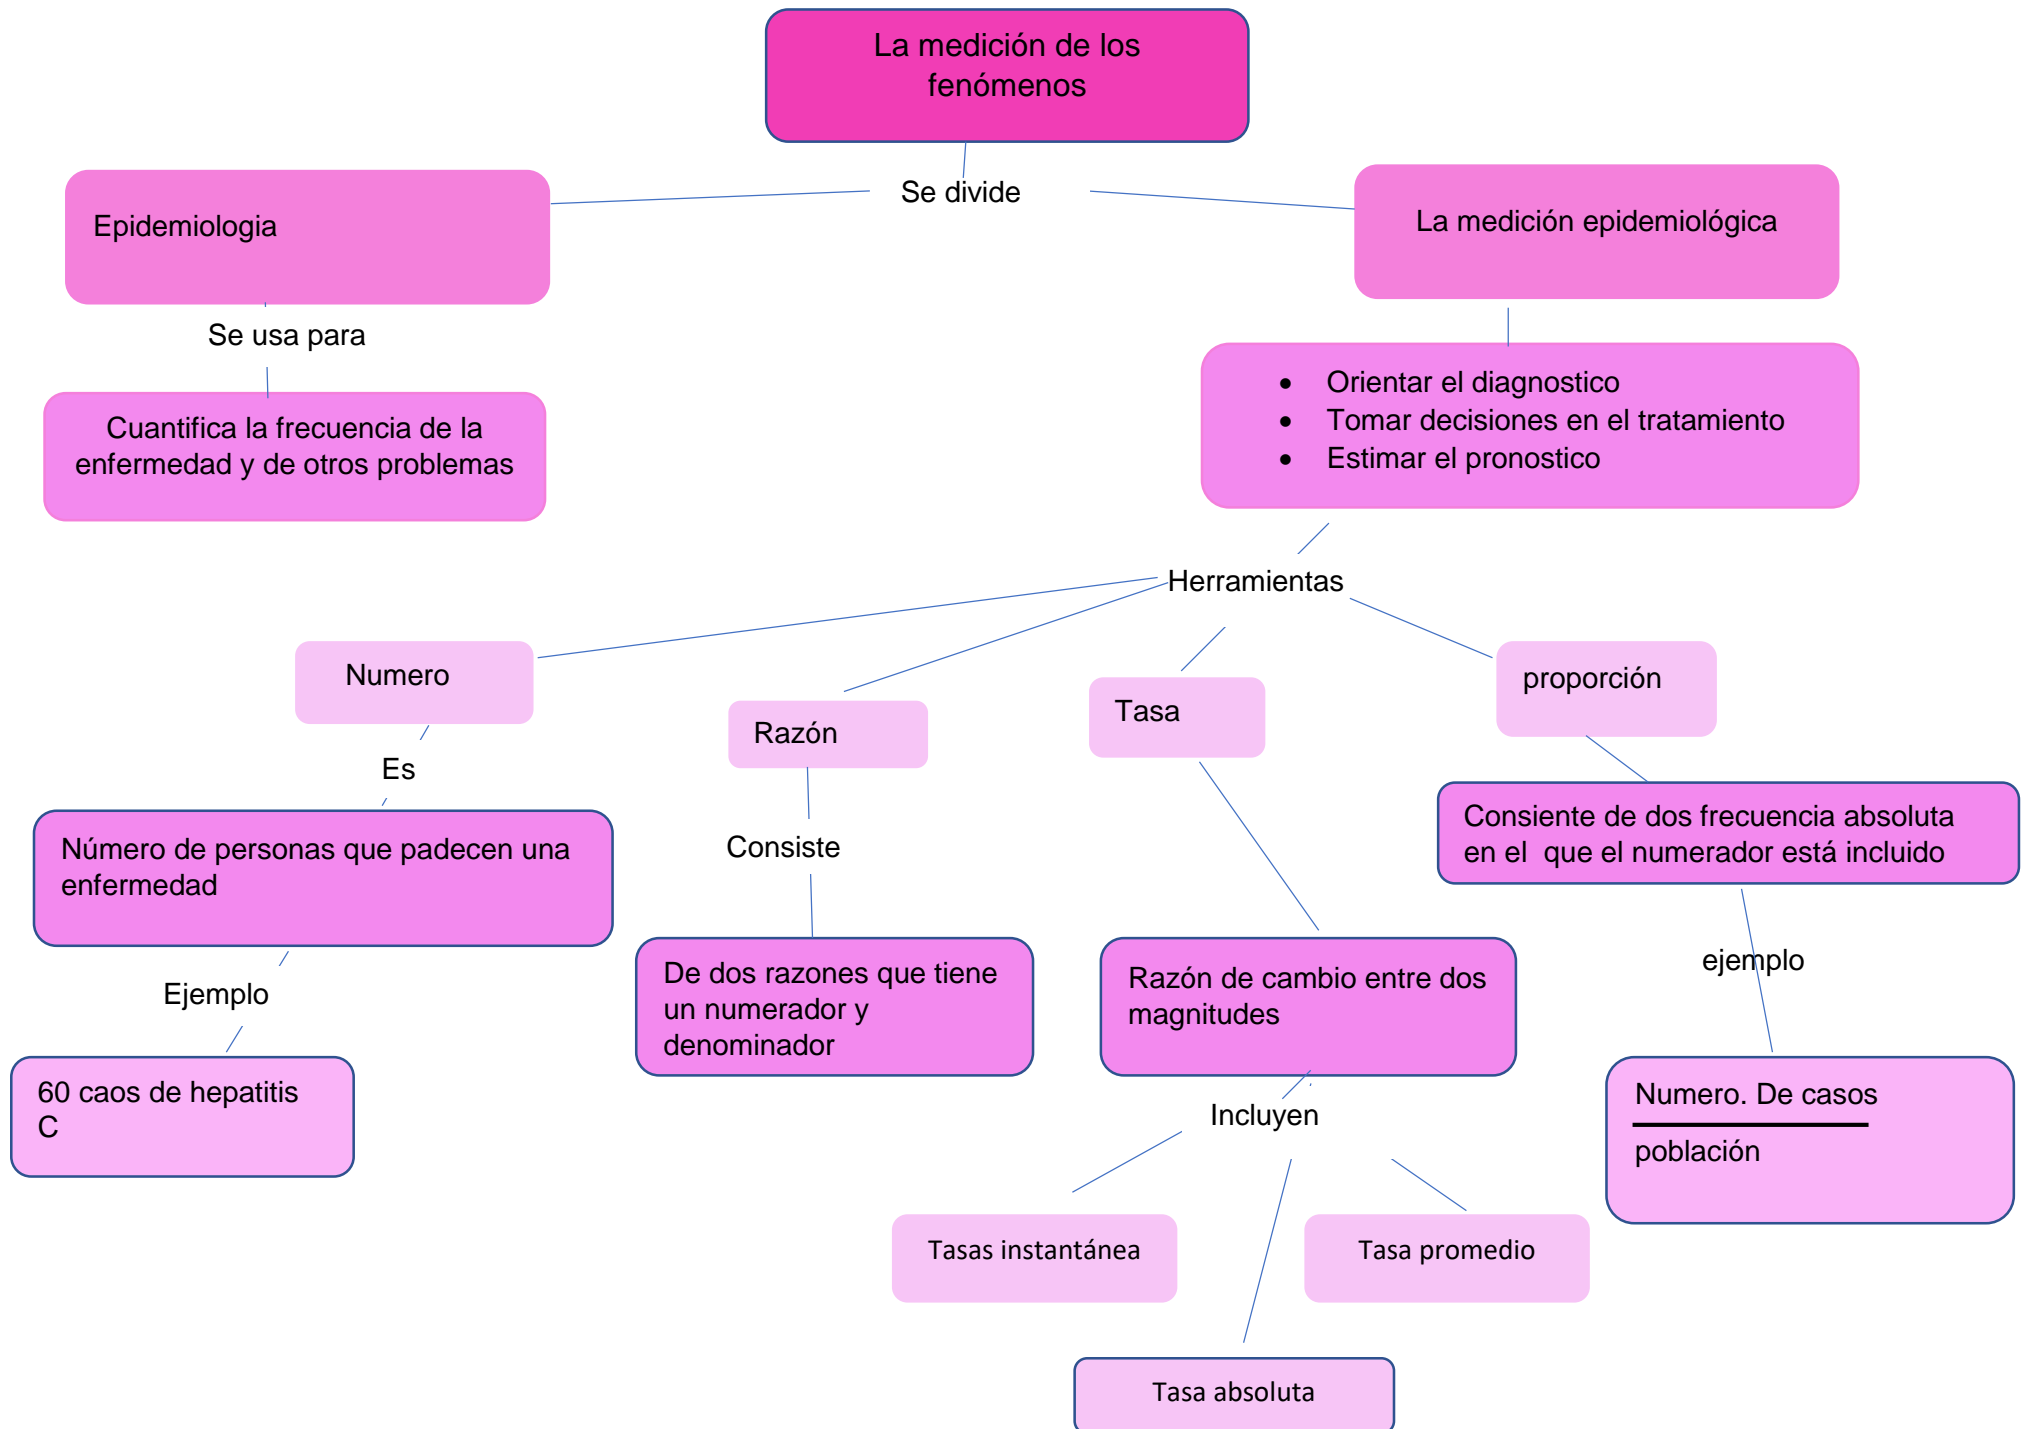 La medición de los
fenómenos
Se divide
Epidemiologia
La medición epidemiológica
Se usa para
Cuantifica la frecuencia de la
enfermedad y de otros problemas
• Orientar el diagnostico
• Tomar decisiones en el tratamiento
• Estimar el pronostico
Herramientas
Numero
Razón
Tasa
proporción
Es
Consiste
Número de personas que padecen una
enfermedad
Consiente de dos frecuencia absoluta
en el  que el numerador está incluido
Ejemplo
De dos razones que tiene
un numerador y
denominador
Razón de cambio entre dos
magnitudes
ejemplo
60 caos de hepatitis
C
Incluyen
Numero. De casos
población
Tasas instantánea
Tasa promedio
Tasa absoluta